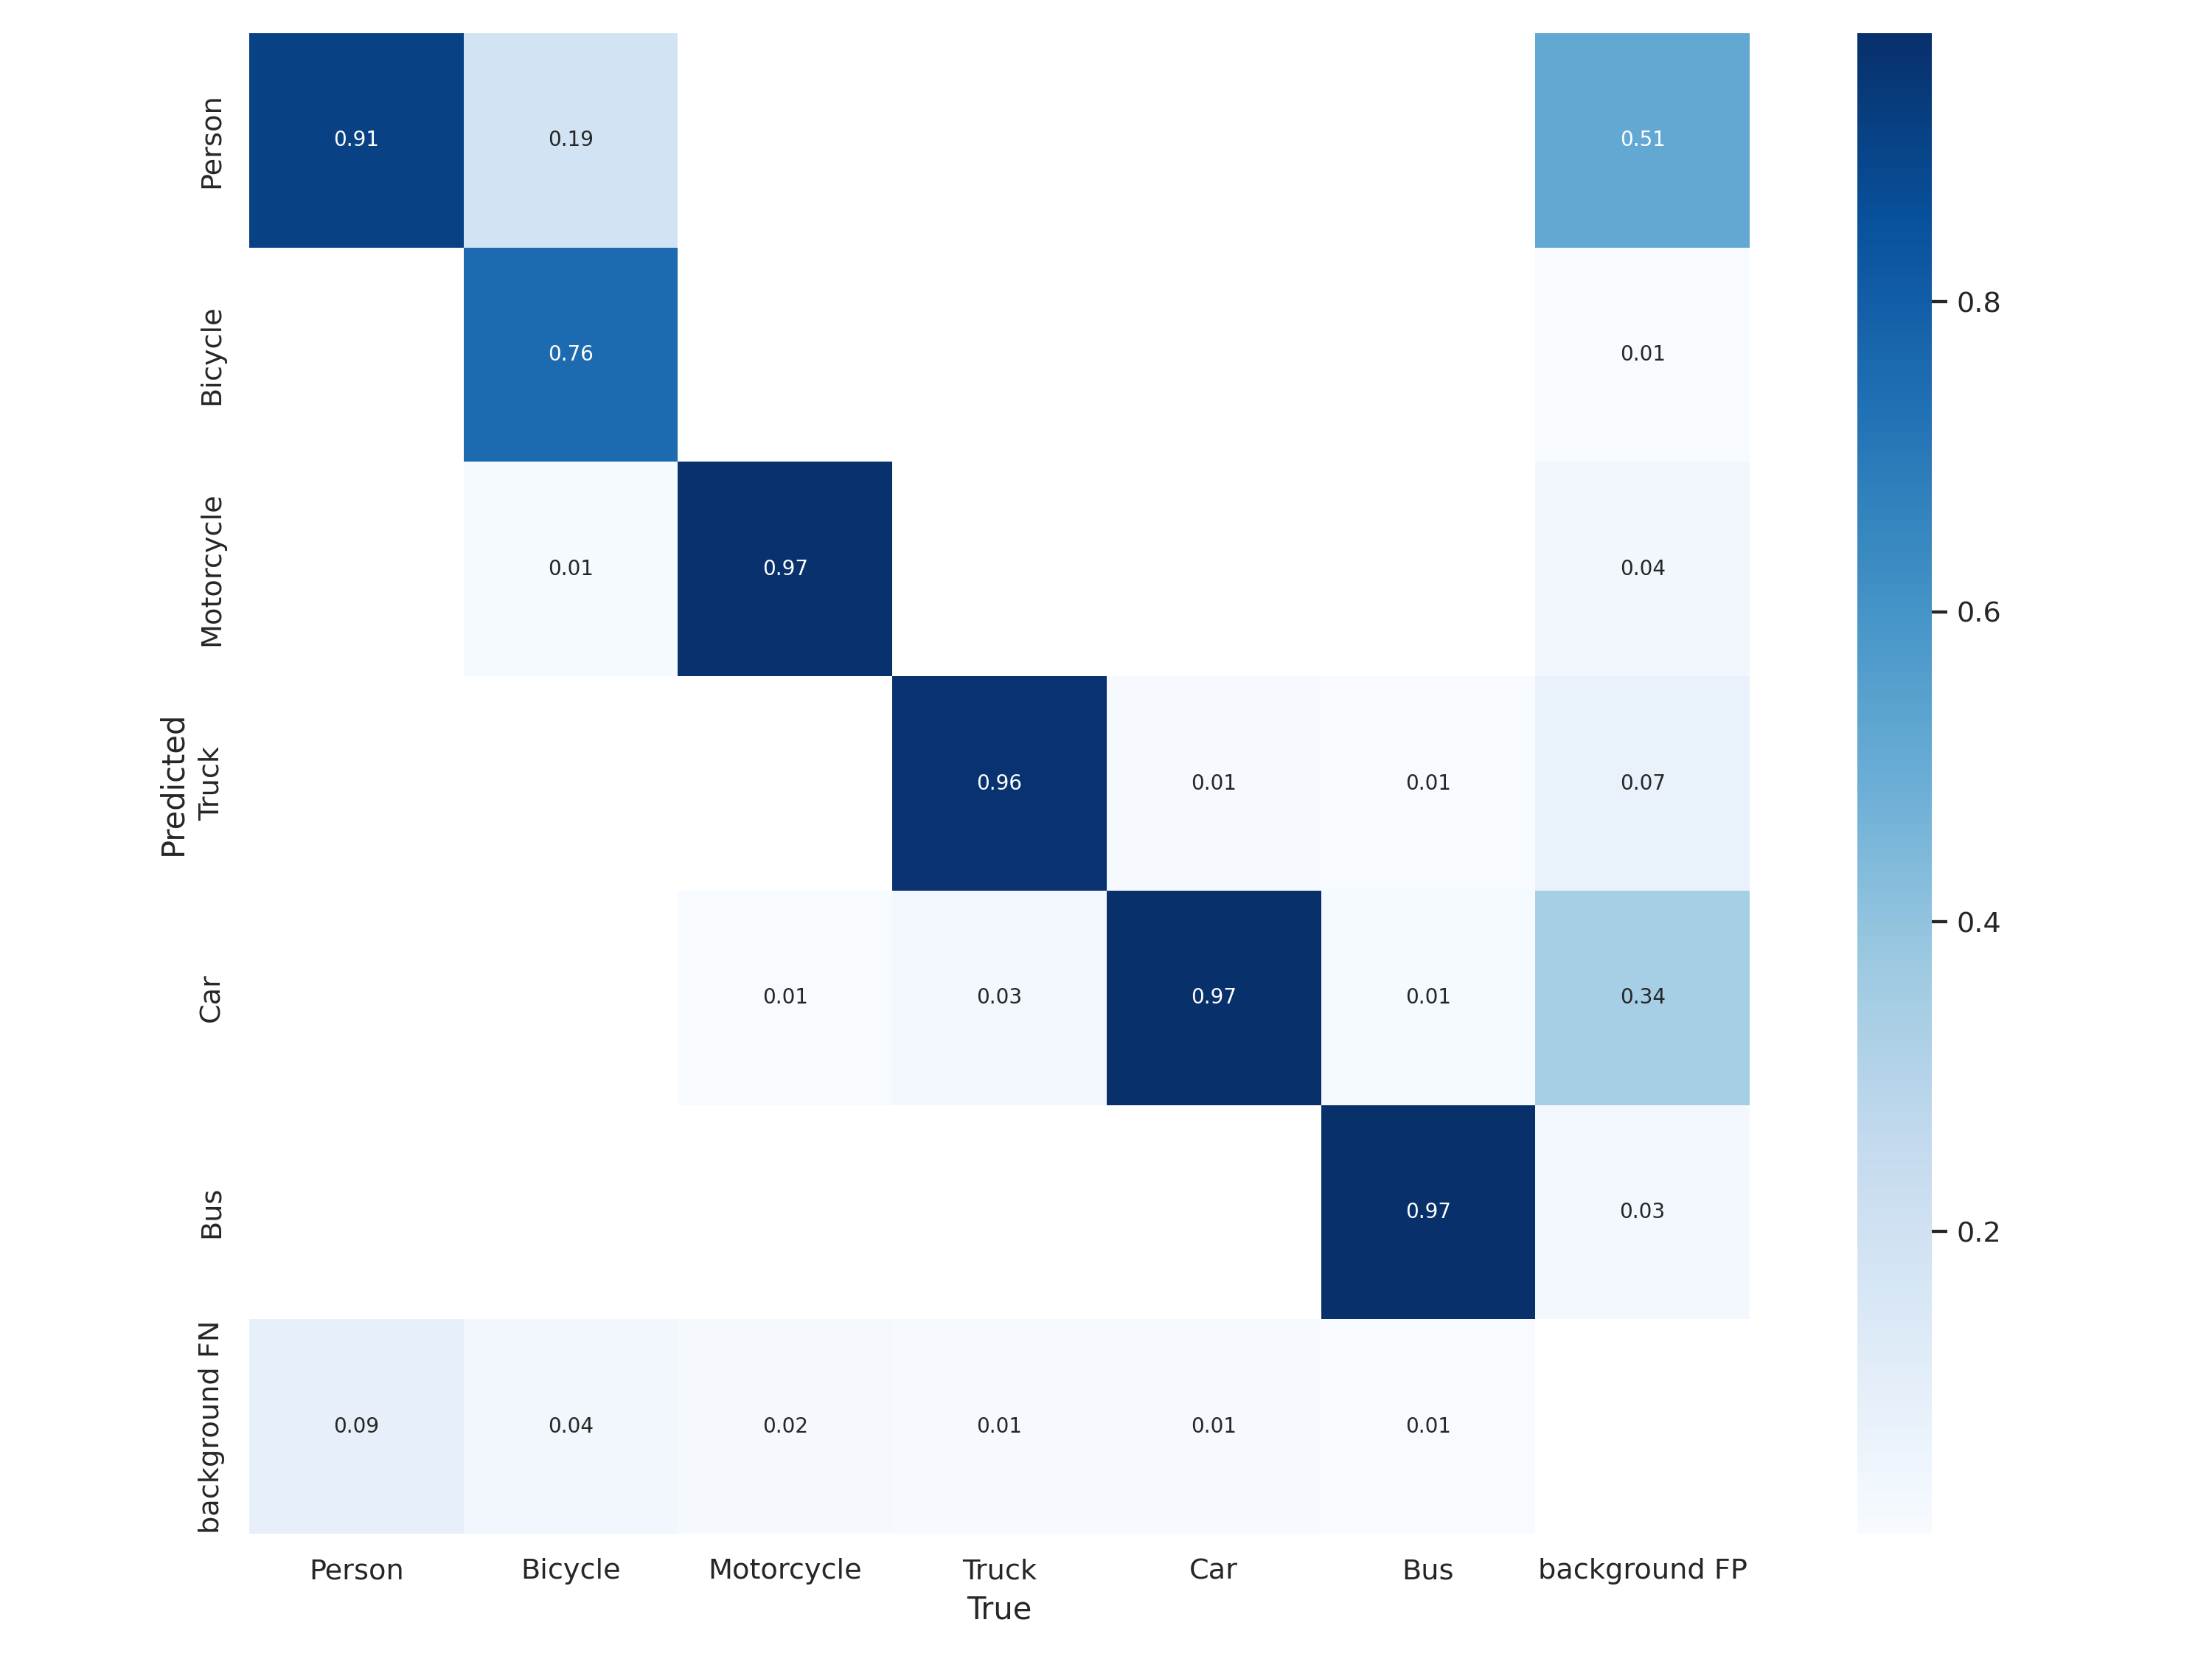 Predicted
Person
0.91 0.19 0.51
Bicycle
0.76 0.01
Motorcycle
0.01 0.97 0.04
Truck
0.96 0.01 0.01 0.07
Car
0.01 0.03 0.97 0.01 0.34
Bus
0.97 0.03
background FN
0.09 0.04 0.02 0.01 0.01 0.01
Person Bicycle Motorcycle Truck Car Bus background FP
True
0.8
0.6
0.4
0.2